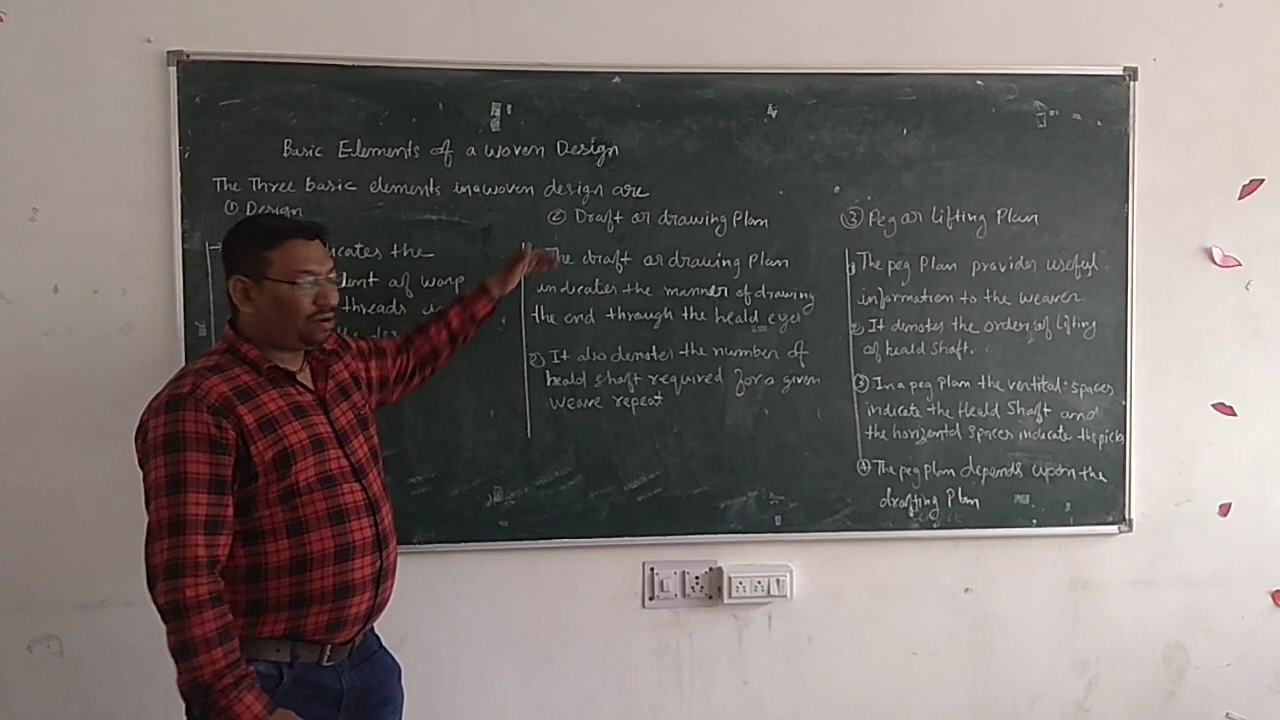 Basic Elements of a woven Design
The Three basic elements in a woven design are
① Design
icates the
ment of warp
threads in
the des
② Draft or drawing Plan
The draft or drawing Plan
indicates the manner of drawing
the end through the heald eyes
② It also denotes the number of
heald shaft required for a given
weave repeat
③ Peg or lifting Plan
① The peg Plan provides useful
information to the weaver
② It denotes the order of lifting
of heald shaft.
③ In a peg Plan the vertical spaces
indicate the Heald Shaft and
the horizontal spaces indicate the picks
④ The peg plan depends upon the
drafting Plan